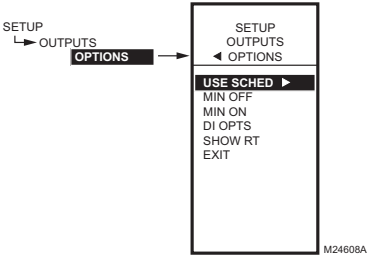 SETUP
OUTPUTS
OPTIONS
SETUP
OUTPUTS
OPTIONS
USE SCHED
MIN OFF
MIN ON
DI OPTS
SHOW RT
EXIT
M24608A